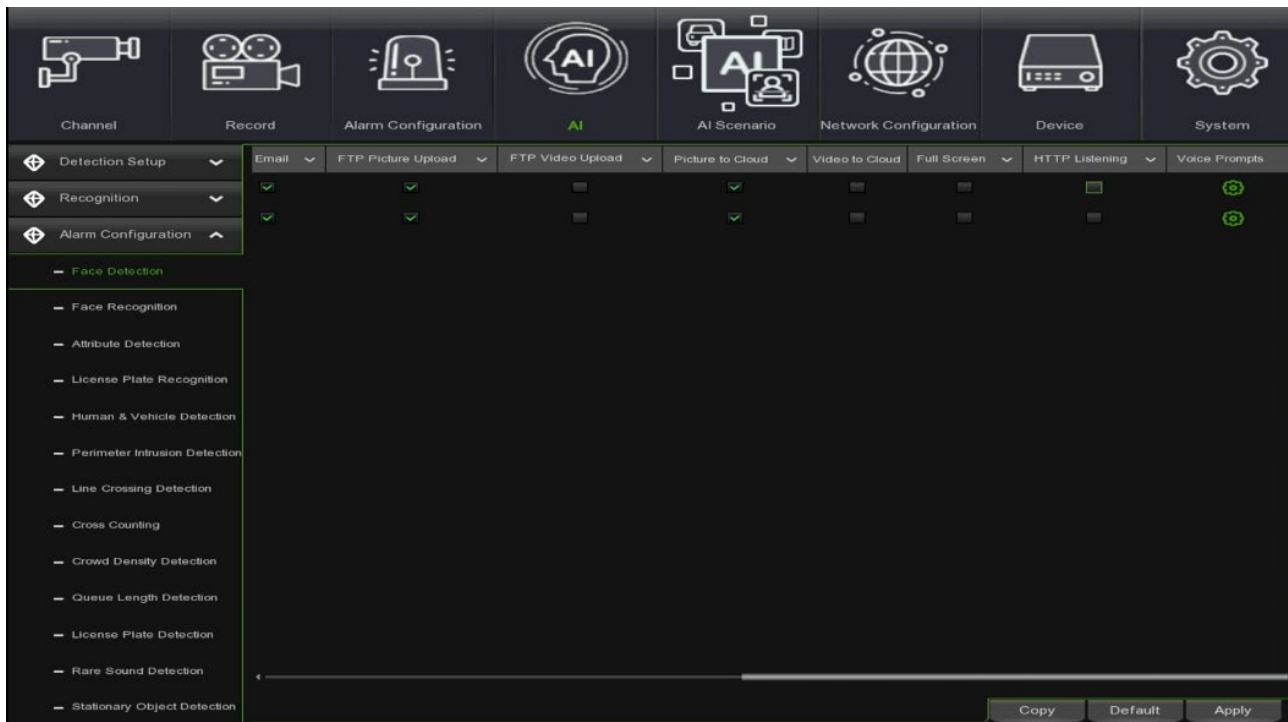 AI
AI
Channel
Record
Alarm Configuration
AI
AI Scenario
Network Configuration
Device
System
Detection Setup
Email
FTP Picture Upload
FTP Video Upload
Picture to Cloud
Video to Cloud
Full Screen
HTTP Listening
Voice Prompts
Recognition
Alarm Configuration
Face Detection
Face Recognition
Attribute Detection
License Plate Recognition
Human & Vehicle Detection
Perimeter Intrusion Detection
Line Crossing Detection
Cross Counting
Crowd Density Detection
Queue Length Detection
License Plate Detection
Rare Sound Detection
Stationary Object Detection
Copy
Default
Apply